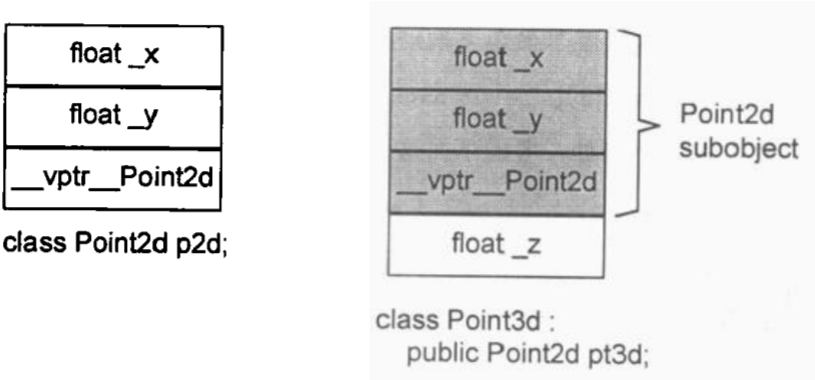 float _x
float _y
__vptr__Point2d
class Point2d p2d;
float _x
float _y
__vptr__Point2d
float _z
Point2d
subobject
class Point3d :
public Point2d pt3d;